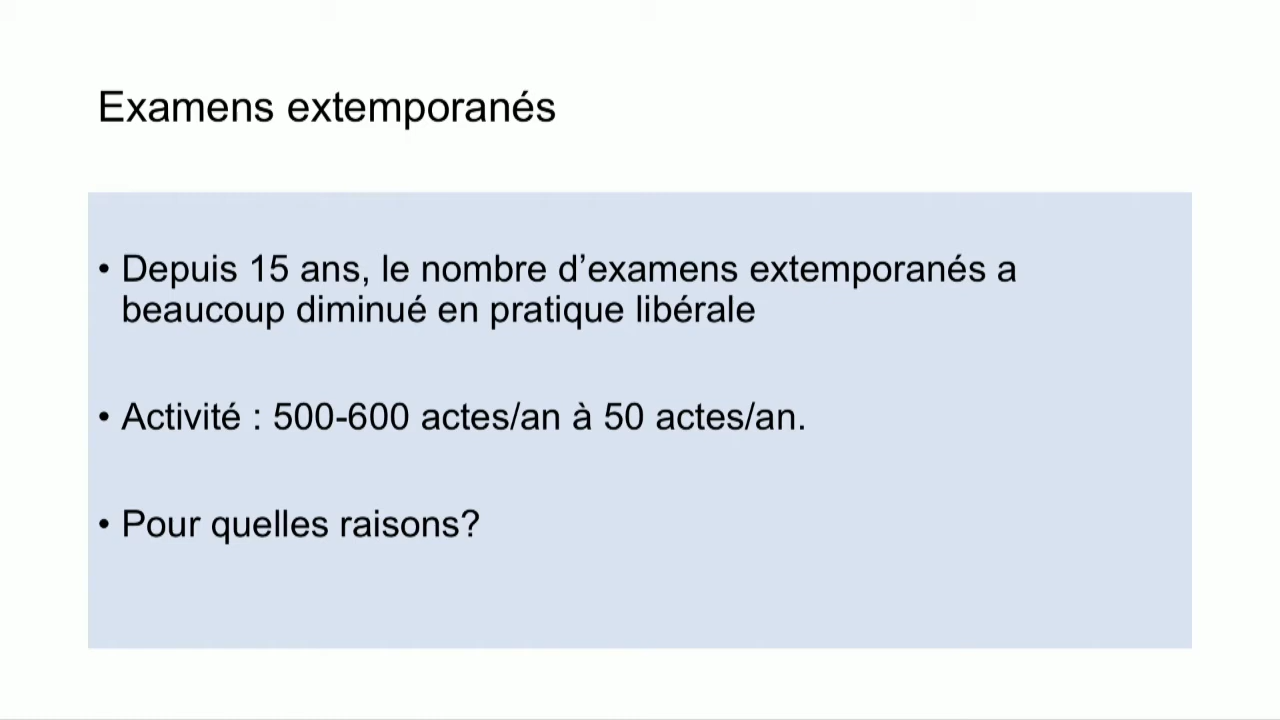 Examens extemporanés
• Depuis 15 ans, le nombre d’examens extemporanés a
beaucoup diminué en pratique libérale
• Activité : 500-600 actes/an à 50 actes/an.
• Pour quelles raisons?